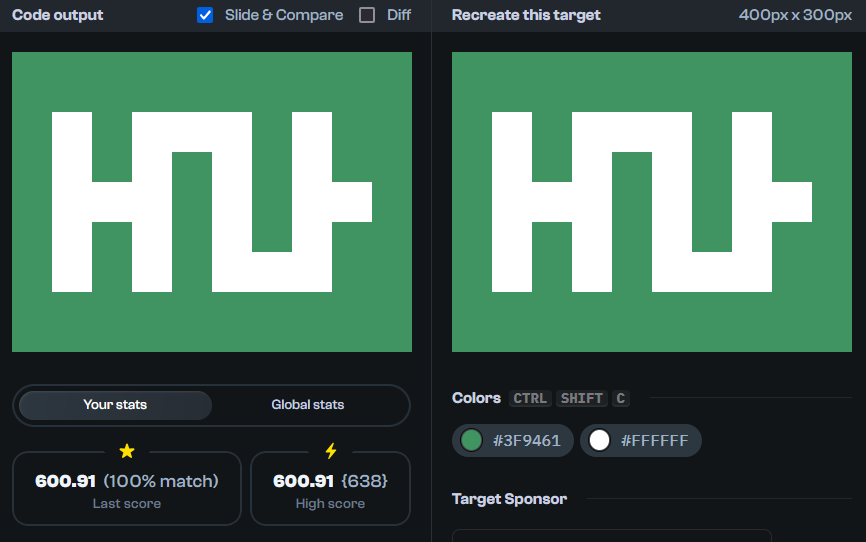 Code output
Slide & Compare
Diff
Recreate this target
400px x 300px
Your stats
Global stats
600.91 (100% match)
Last score
600.91 {638}
High score
Colors CTRL SHIFT C
#3F9461
#FFFFFF
Target Sponsor